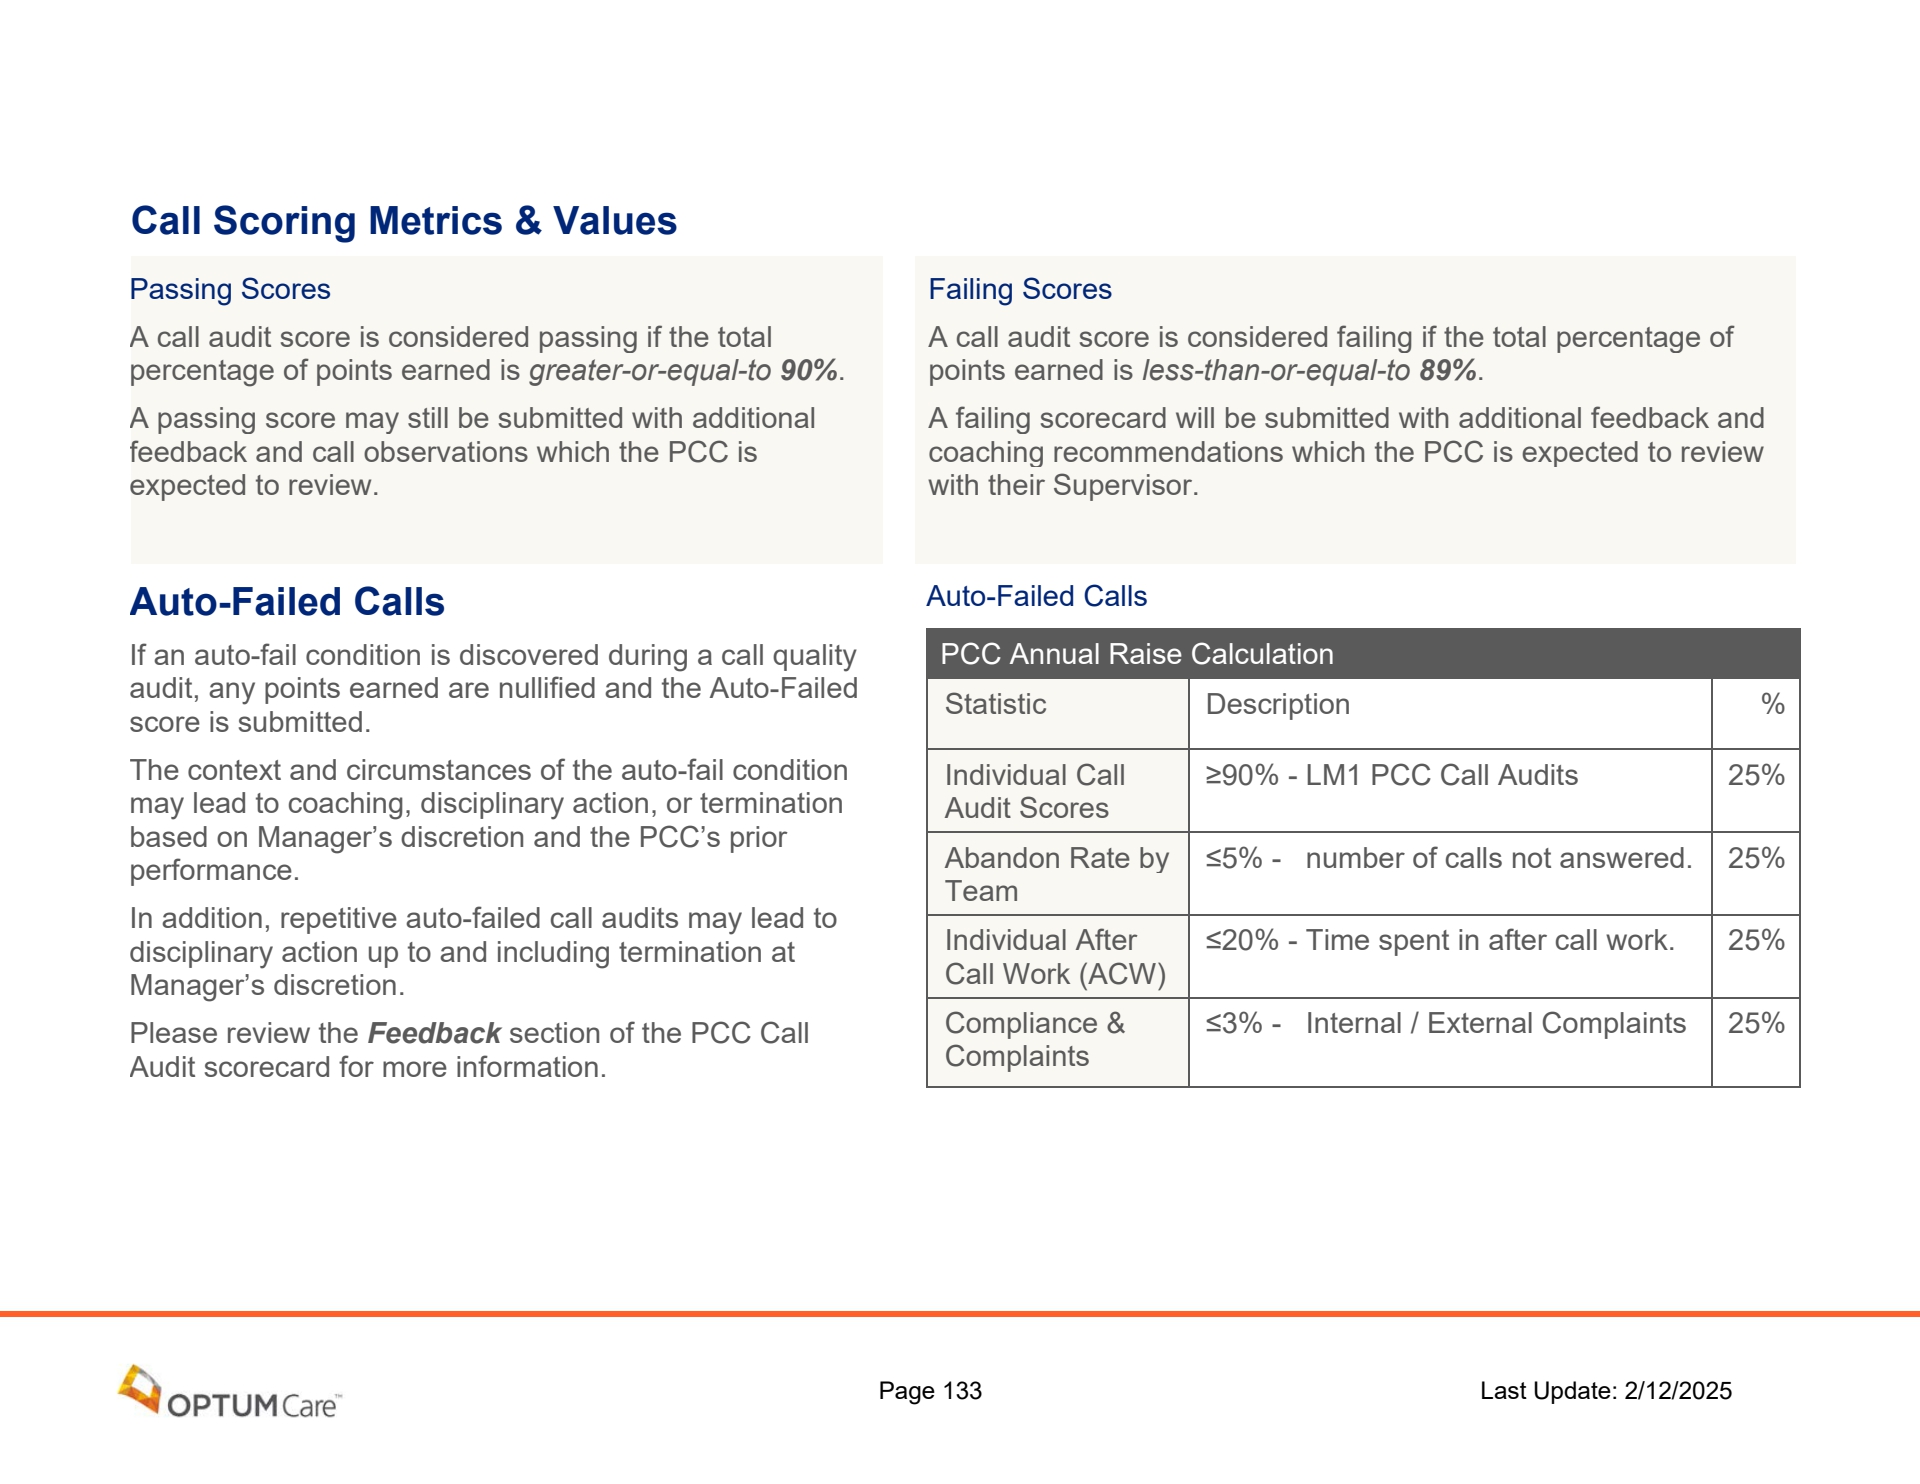 Call Scoring Metrics & Values
Passing Scores
A call audit score is considered passing if the total
percentage of points earned is greater-or-equal-to 90%.
A passing score may still be submitted with additional
feedback and call observations which the PCC is
expected to review.
Failing Scores
A call audit score is considered failing if the total percentage of
points earned is less-than-or-equal-to 89%.
A failing scorecard will be submitted with additional feedback and
coaching recommendations which the PCC is expected to review
with their Supervisor.
Auto-Failed Calls
If an auto-fail condition is discovered during a call quality
audit, any points earned are nullified and the Auto-Failed
score is submitted.
The context and circumstances of the auto-fail condition
may lead to coaching, disciplinary action, or termination
based on Manager’s discretion and the PCC’s prior
performance.
In addition, repetitive auto-failed call audits may lead to
disciplinary action up to and including termination at
Manager’s discretion.
Please review the Feedback section of the PCC Call
Audit scorecard for more information.
Auto-Failed Calls
PCC Annual Raise Calculation
Statistic Description %
Individual Call ≥90% - LM1 PCC Call Audits 25%
Audit Scores
Abandon Rate by ≤5% - number of calls not answered. 25%
Team
Individual After ≤20% - Time spent in after call work. 25%
Call Work (ACW)
Compliance & ≤3% - Internal / External Complaints 25%
Complaints
OPTUM Care™
Page 133
Last Update: 2/12/2025